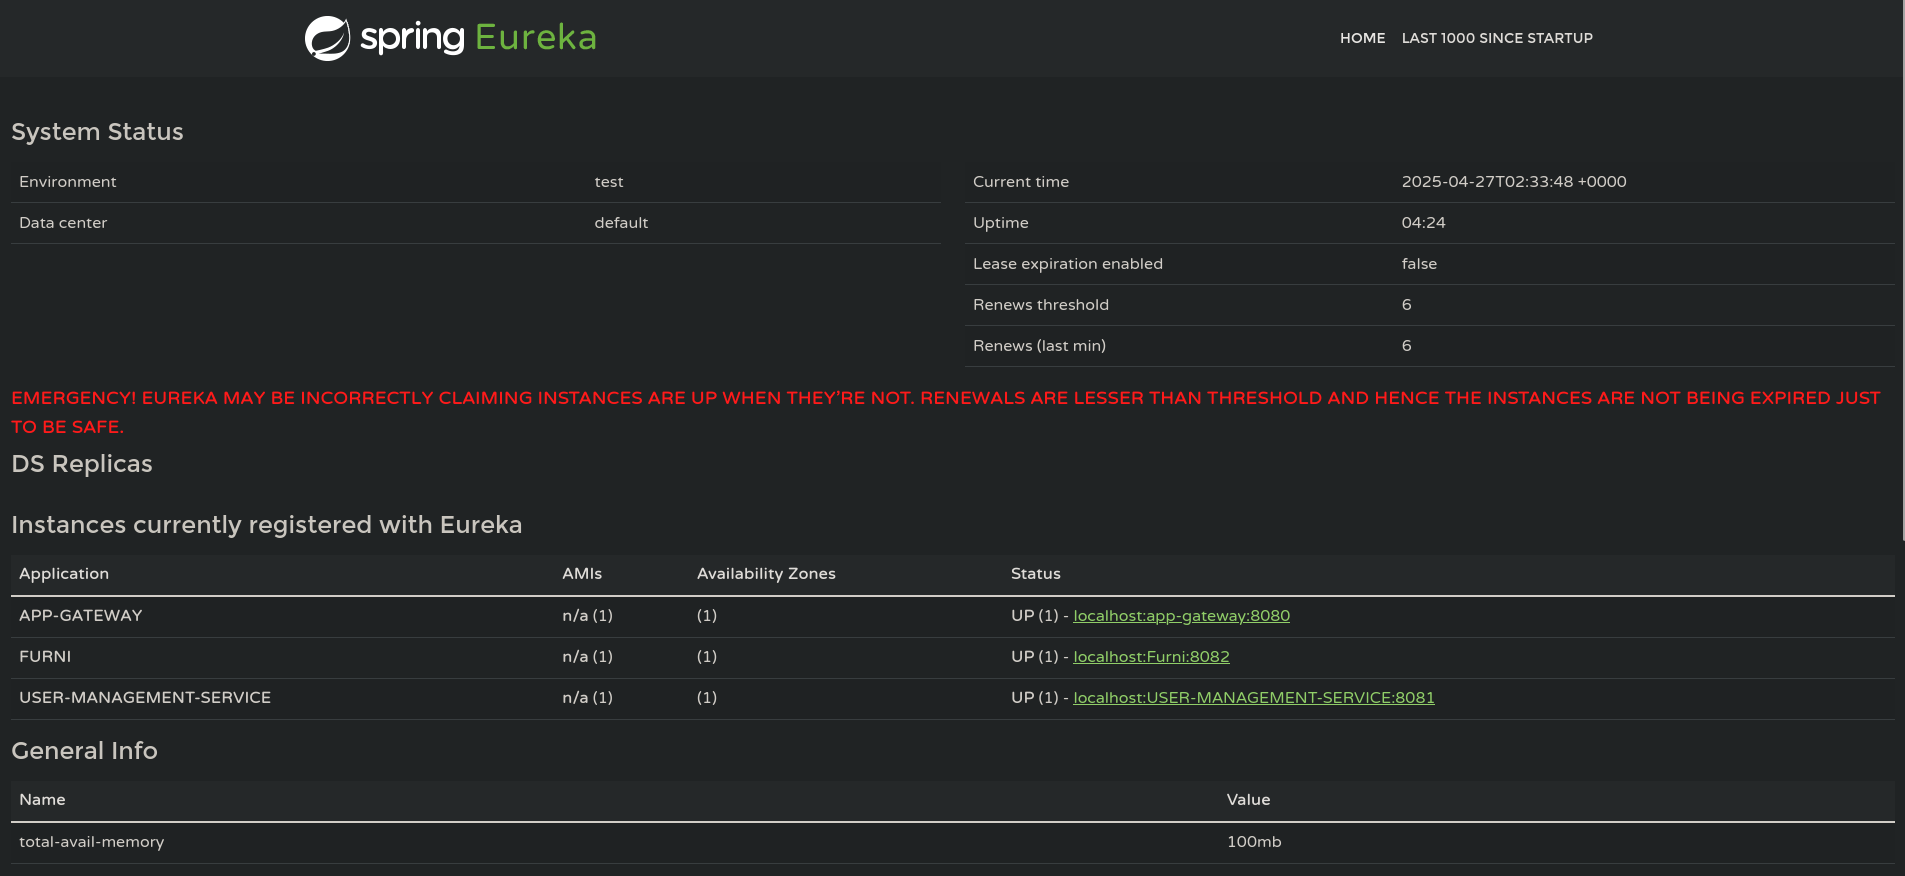 spring Eureka
HOME LAST 1000 SINCE STARTUP
System Status
Environment test
Data center default
Current time 2025-04-27T02:33:48 +0000
Uptime 04:24
Lease expiration enabled false
Renews threshold 6
Renews (last min) 6
EMERGENCY! EUREKA MAY BE INCORRECTLY CLAIMING INSTANCES ARE UP WHEN THEY'RE NOT. RENEWALS ARE LESSER THAN THRESHOLD AND HENCE THE INSTANCES ARE NOT BEING EXPIRED JUST
TO BE SAFE.
DS Replicas
Instances currently registered with Eureka
Application AMIs Availability Zones Status
APP-GATEWAY n/a (1) (1) UP (1) - localhost:app-gateway:8080
FURNI n/a (1) (1) UP (1) - localhost:Furni:8082
USER-MANAGEMENT-SERVICE n/a (1) (1) UP (1) - localhost:USER-MANAGEMENT-SERVICE:8081
General Info
Name Value
total-avail-memory 100mb